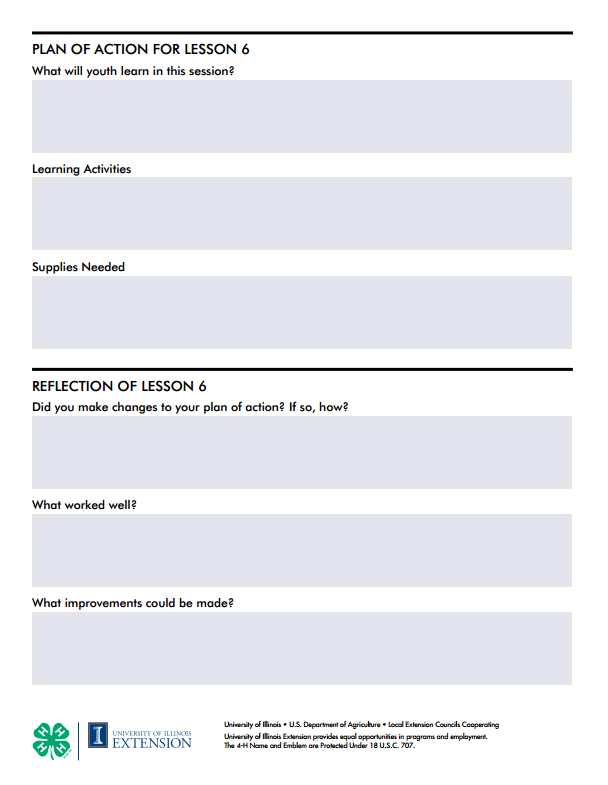 PLAN OF ACTION FOR LESSON 6
What will youth learn in this session?
Learning Activities
Supplies Needed
REFLECTION OF LESSON 6
Did you make changes to your plan of action? If so, how?
What worked well?
What improvements could be made?
H H
H H
I
UNIVERSITY OF ILLINOIS
EXTENSION
University of Illinois • U.S. Department of Agriculture • Local Extension Councils Cooperating
University of Illinois Extension provides equal opportunities in programs and employment.
The 4-H Name and Emblem are Protected Under 18 U.S.C. 707.